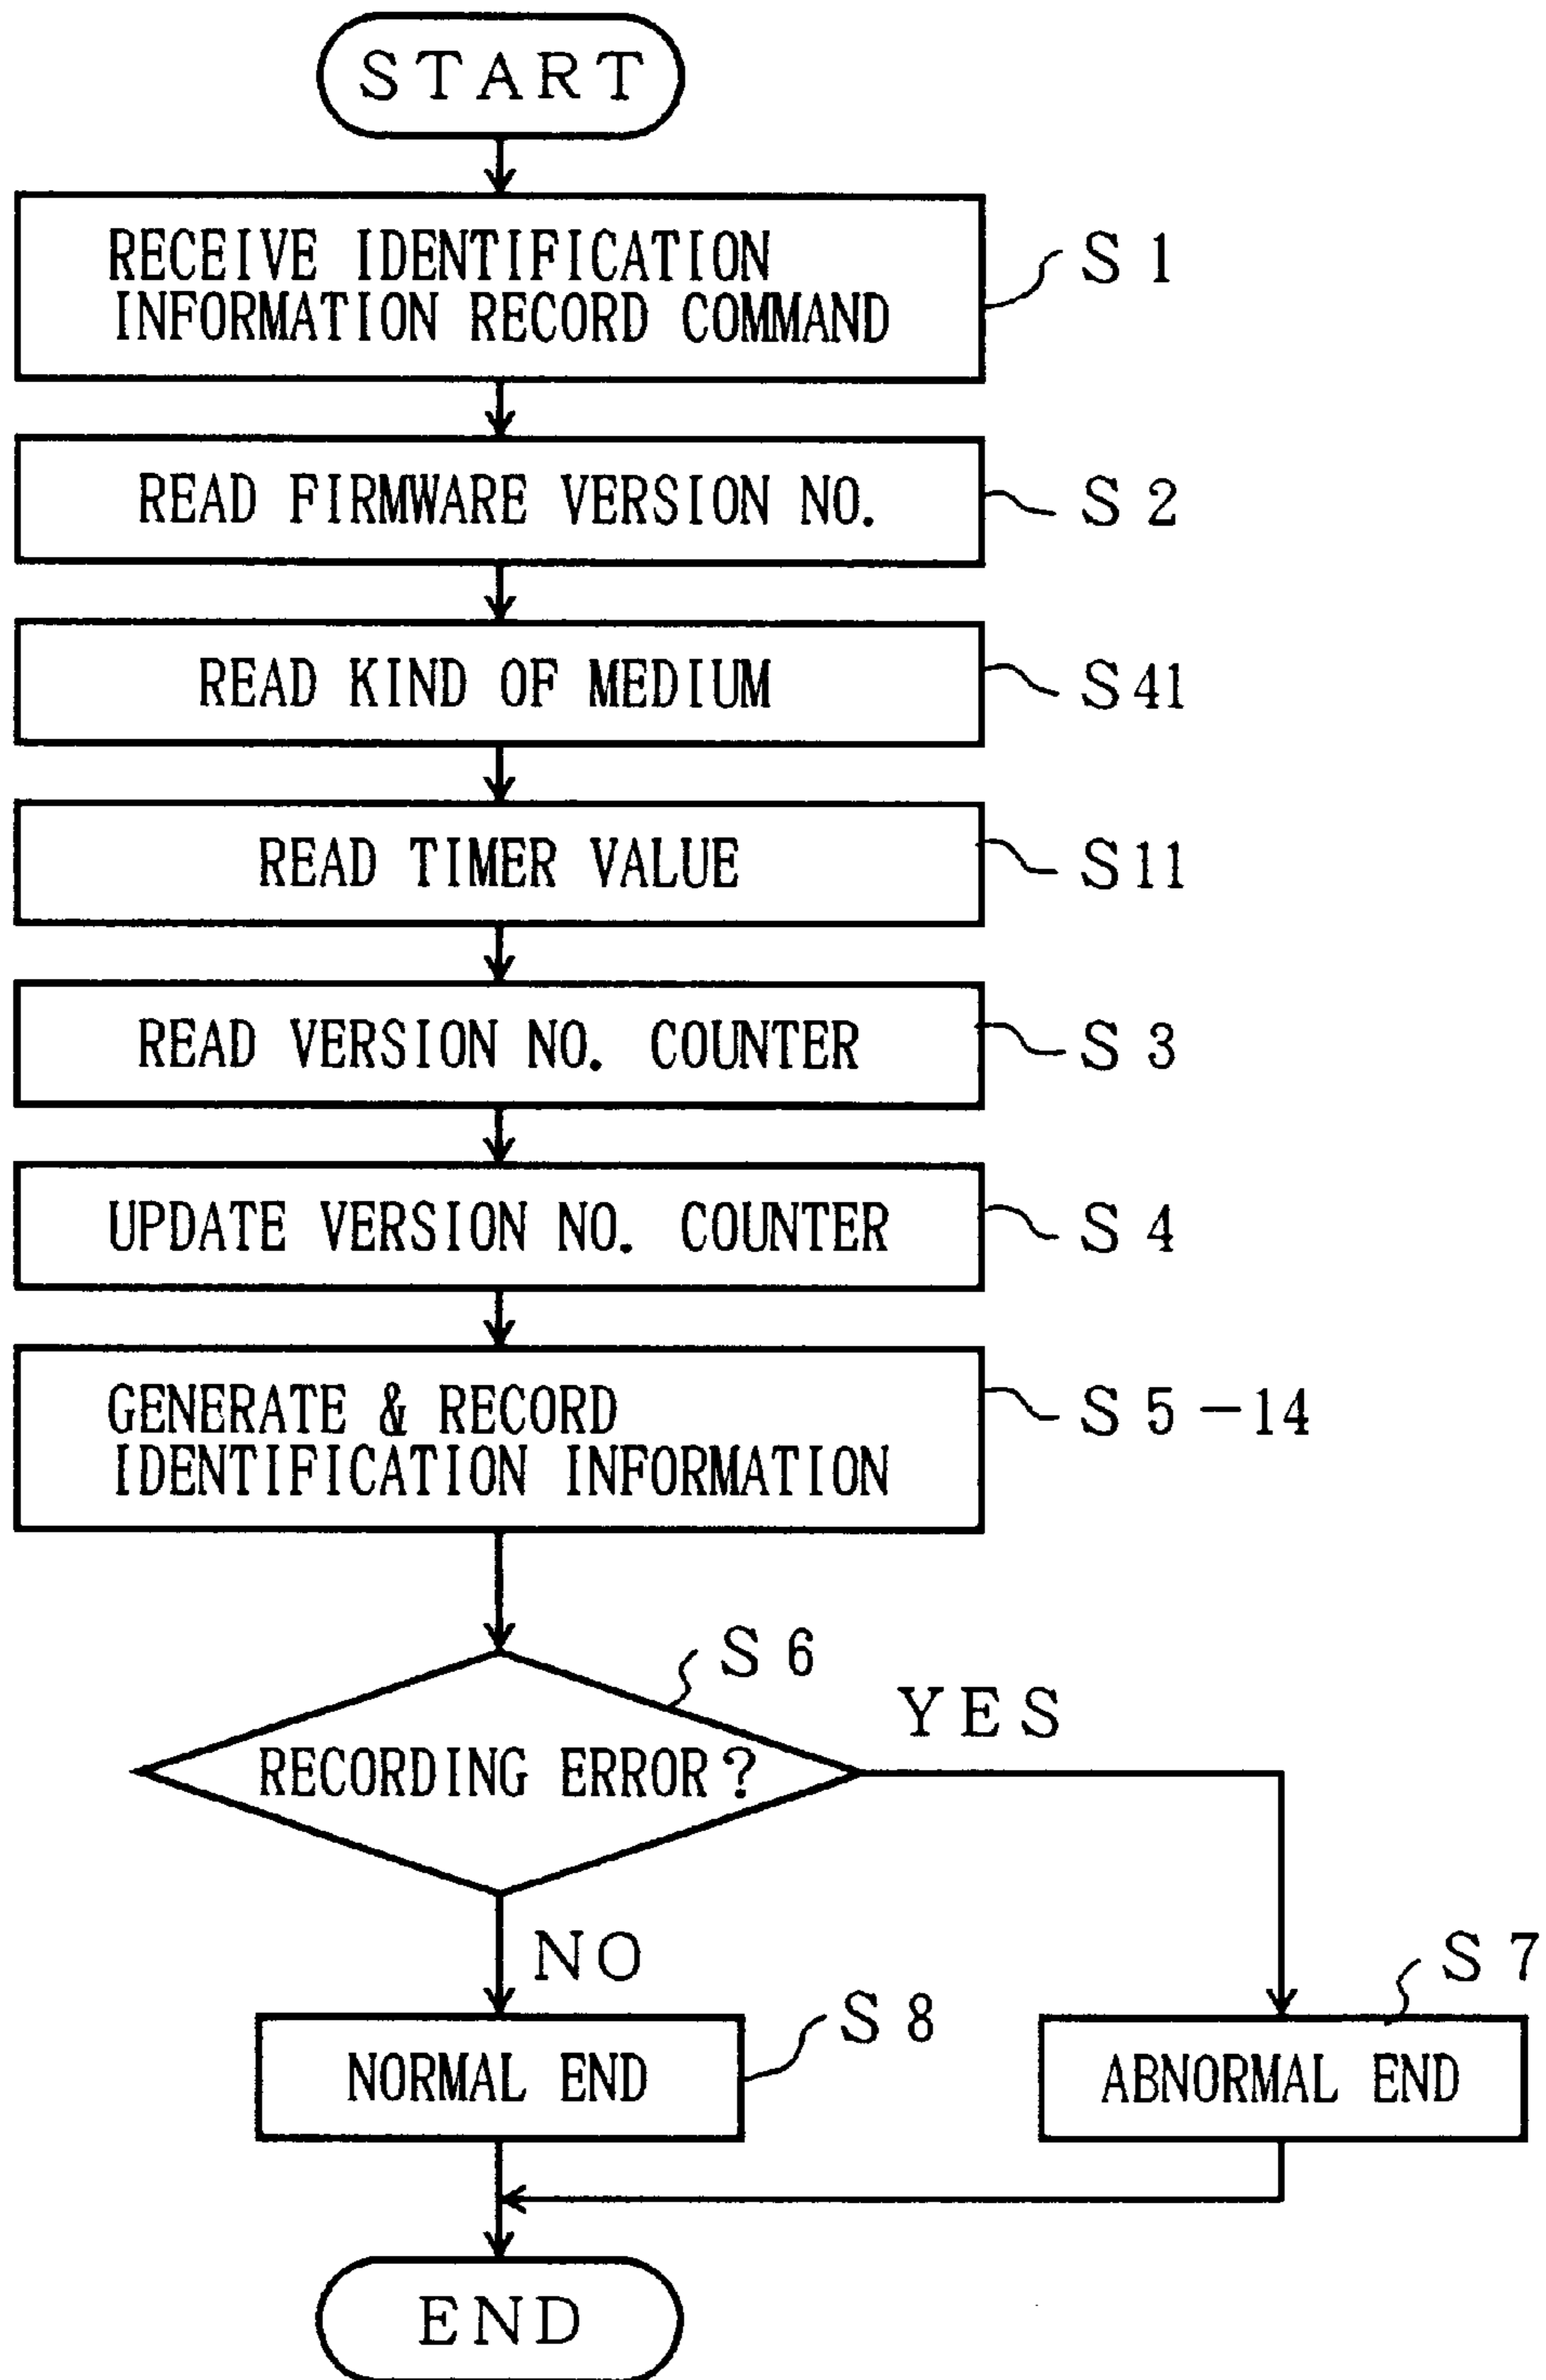 START
RECEIVE IDENTIFICATION
INFORMATION RECORD COMMAND
S1
READ FIRMWARE VERSION NO.
S2
READ KIND OF MEDIUM
S41
READ TIMER VALUE
S11
READ VERSION NO. COUNTER
S3
UPDATE VERSION NO. COUNTER
S4
GENERATE & RECORD
IDENTIFICATION INFORMATION
S5-14
S6
YES
RECORDING ERROR?
NO
S7
S8
NORMAL END
ABNORMAL END
END